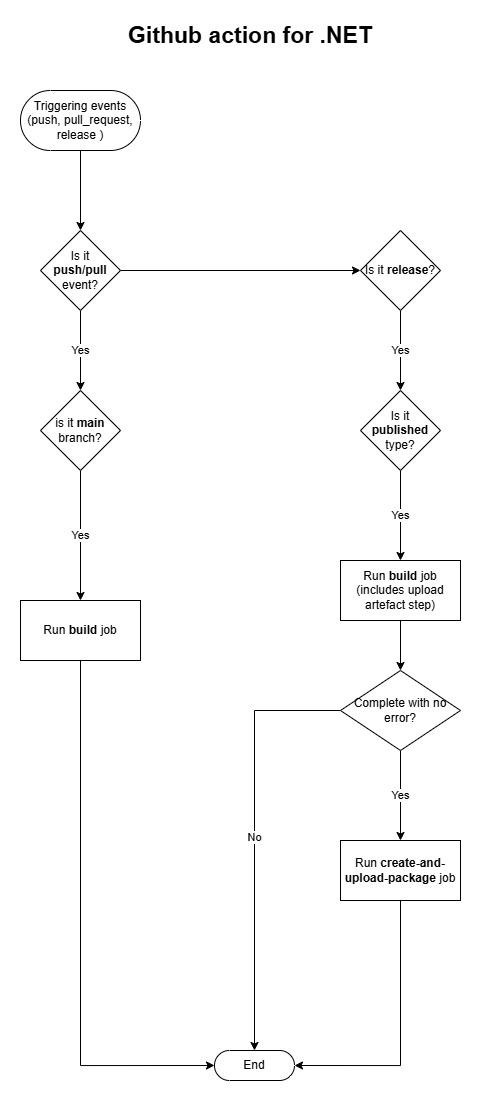 Github action for .NET
Triggering events
(push, pull_request,
release )
Is it
push/pull
event?
Is it release?
Yes
Yes
is it main
branch?
Is it
published
type?
Yes
Yes
Run build job
(includes upload
artefact step)
Run build job
Complete with no
error?
Yes
No
Run create-and-
upload-package job
End